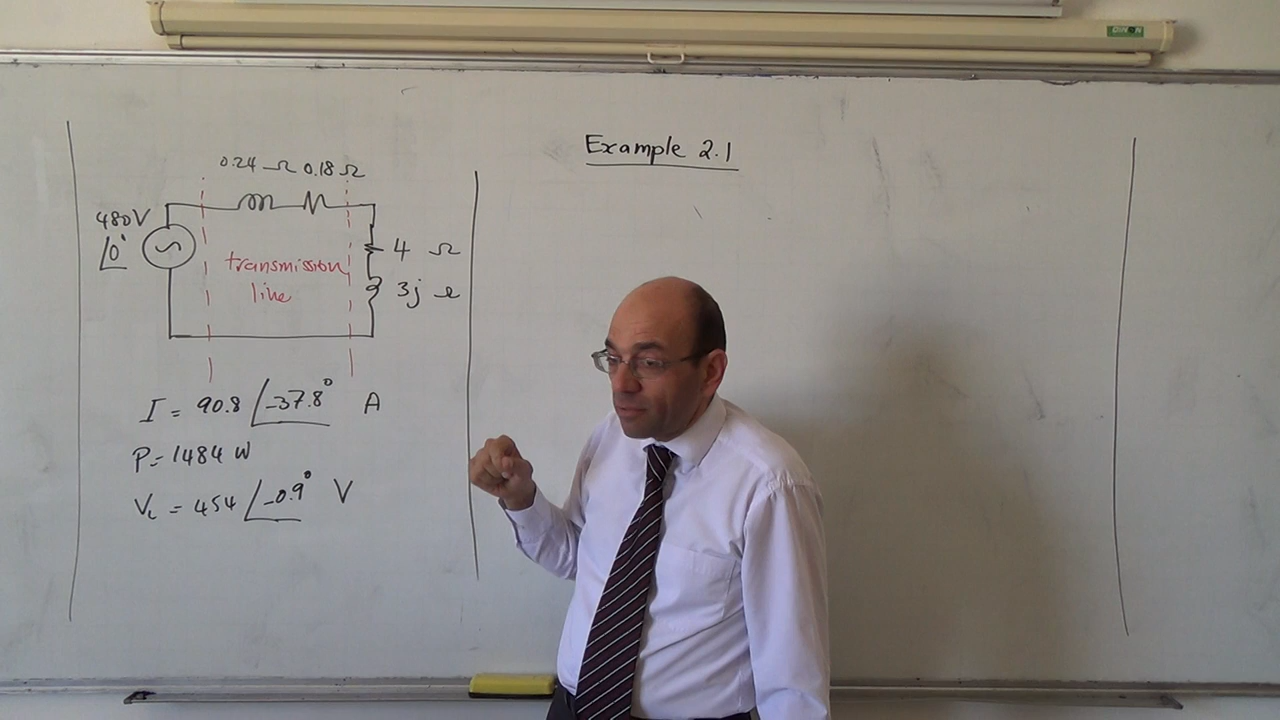 DINON
Example 2.1
0.24 Ω 0.18 Ω
480V
∠0°
4 Ω
transmission
line
3j Ω
I = 90.8 ∠-37.8° A
P = 1484 W
V_L = 454 ∠-0.9° V